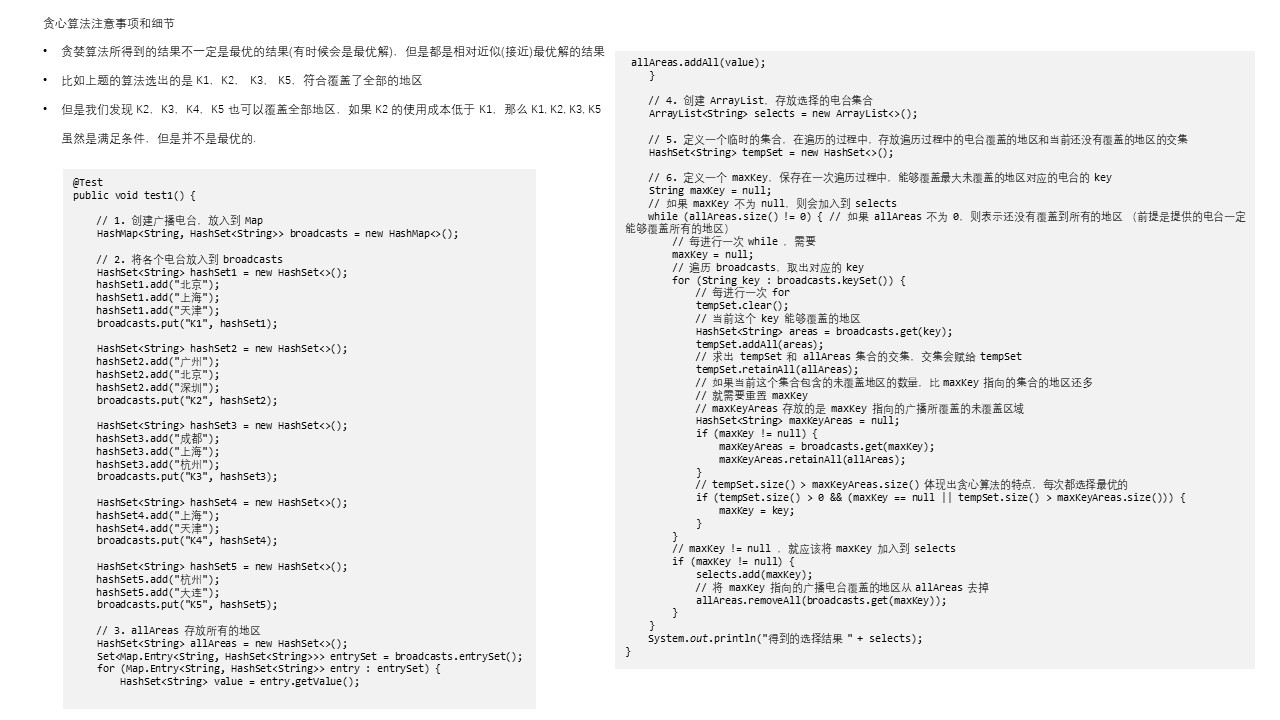 贪心算法注意事项和细节
• 贪婪算法所得到的结果不一定是最优的结果(有时候会是最优解)，但是都是相对近似(接近)最优解的结果
• 比如上题的算法选出的是 K1，K2， K3， K5，符合覆盖了全部的地区
• 但是我们发现 K2，K3，K4，K5 也可以覆盖全部地区，如果 K2 的使用成本低于 K1，那么 K1, K2, K3, K5
虽然是满足条件，但是并不是最优的.
@Test
public void test1() {
// 1. 创建广播电台，放入到 Map
HashMap<String, HashSet<String>> broadcasts = new HashMap<>();
// 2. 将各个电台放入到 broadcasts
HashSet<String> hashSet1 = new HashSet<>();
hashSet1.add("北京");
hashSet1.add("上海");
hashSet1.add("天津");
broadcasts.put("K1", hashSet1);
HashSet<String> hashSet2 = new HashSet<>();
hashSet2.add("广州");
hashSet2.add("北京");
hashSet2.add("深圳");
broadcasts.put("K2", hashSet2);
HashSet<String> hashSet3 = new HashSet<>();
hashSet3.add("成都");
hashSet3.add("上海");
hashSet3.add("杭州");
broadcasts.put("K3", hashSet3);
HashSet<String> hashSet4 = new HashSet<>();
hashSet4.add("上海");
hashSet4.add("天津");
broadcasts.put("K4", hashSet4);
HashSet<String> hashSet5 = new HashSet<>();
hashSet5.add("杭州");
hashSet5.add("大连");
broadcasts.put("K5", hashSet5);
// 3. allAreas 存放所有的地区
HashSet<String> allAreas = new HashSet<>();
Set<Map.Entry<String, HashSet<String>>> entrySet = broadcasts.entrySet();
for (Map.Entry<String, HashSet<String>> entry : entrySet) {
HashSet<String> value = entry.getValue();
allAreas.addAll(value);
}
// 4. 创建 ArrayList，存放选择的电台集合
ArrayList<String> selects = new ArrayList<>();
// 5. 定义一个临时的集合，在遍历的过程中，存放遍历过程中的电台覆盖的地区和当前还没有覆盖的地区的交集
HashSet<String> tempSet = new HashSet<>();
// 6. 定义一个 maxKey，保存在一次遍历过程中，能够覆盖最大未覆盖的地区对应的电台的 key
String maxKey = null;
// 如果 maxKey 不为 null，则会加入到 selects
while (allAreas.size() != 0) { // 如果 allAreas 不为 0，则表示还没有覆盖到所有的地区 （前提是提供的电台一定
能够覆盖所有的地区）
// 每进行一次 while ，需要
maxKey = null;
// 遍历 broadcasts，取出对应的 key
for (String key : broadcasts.keySet()) {
// 每进行一次 for
tempSet.clear();
// 当前这个 key 能够覆盖的地区
HashSet<String> areas = broadcasts.get(key);
tempSet.addAll(areas);
// 求出 tempSet 和 allAreas 集合的交集，交集会赋给 tempSet
tempSet.retainAll(allAreas);
// 如果当前这个集合包含的未覆盖地区的数量，比 maxKey 指向的集合的地区还多
// 就需要重置 maxKey
// maxKeyAreas 存放的是 maxKey 指向的广播所覆盖的未覆盖区域
HashSet<String> maxKeyAreas = null;
if (maxKey != null) {
maxKeyAreas = broadcasts.get(maxKey);
maxKeyAreas.retainAll(allAreas);
}
// tempSet.size() > maxKeyAreas.size() 体现出贪心算法的特点，每次都选择最优的
if (tempSet.size() > 0 && (maxKey == null || tempSet.size() > maxKeyAreas.size())) {
maxKey = key;
}
}
// maxKey != null ，就应该将 maxKey 加入到 selects
if (maxKey != null) {
selects.add(maxKey);
// 将 maxKey 指向的广播电台覆盖的地区从 allAreas 去掉
allAreas.removeAll(broadcasts.get(maxKey));
}
}
System.out.println("得到的选择结果 " + selects);
}